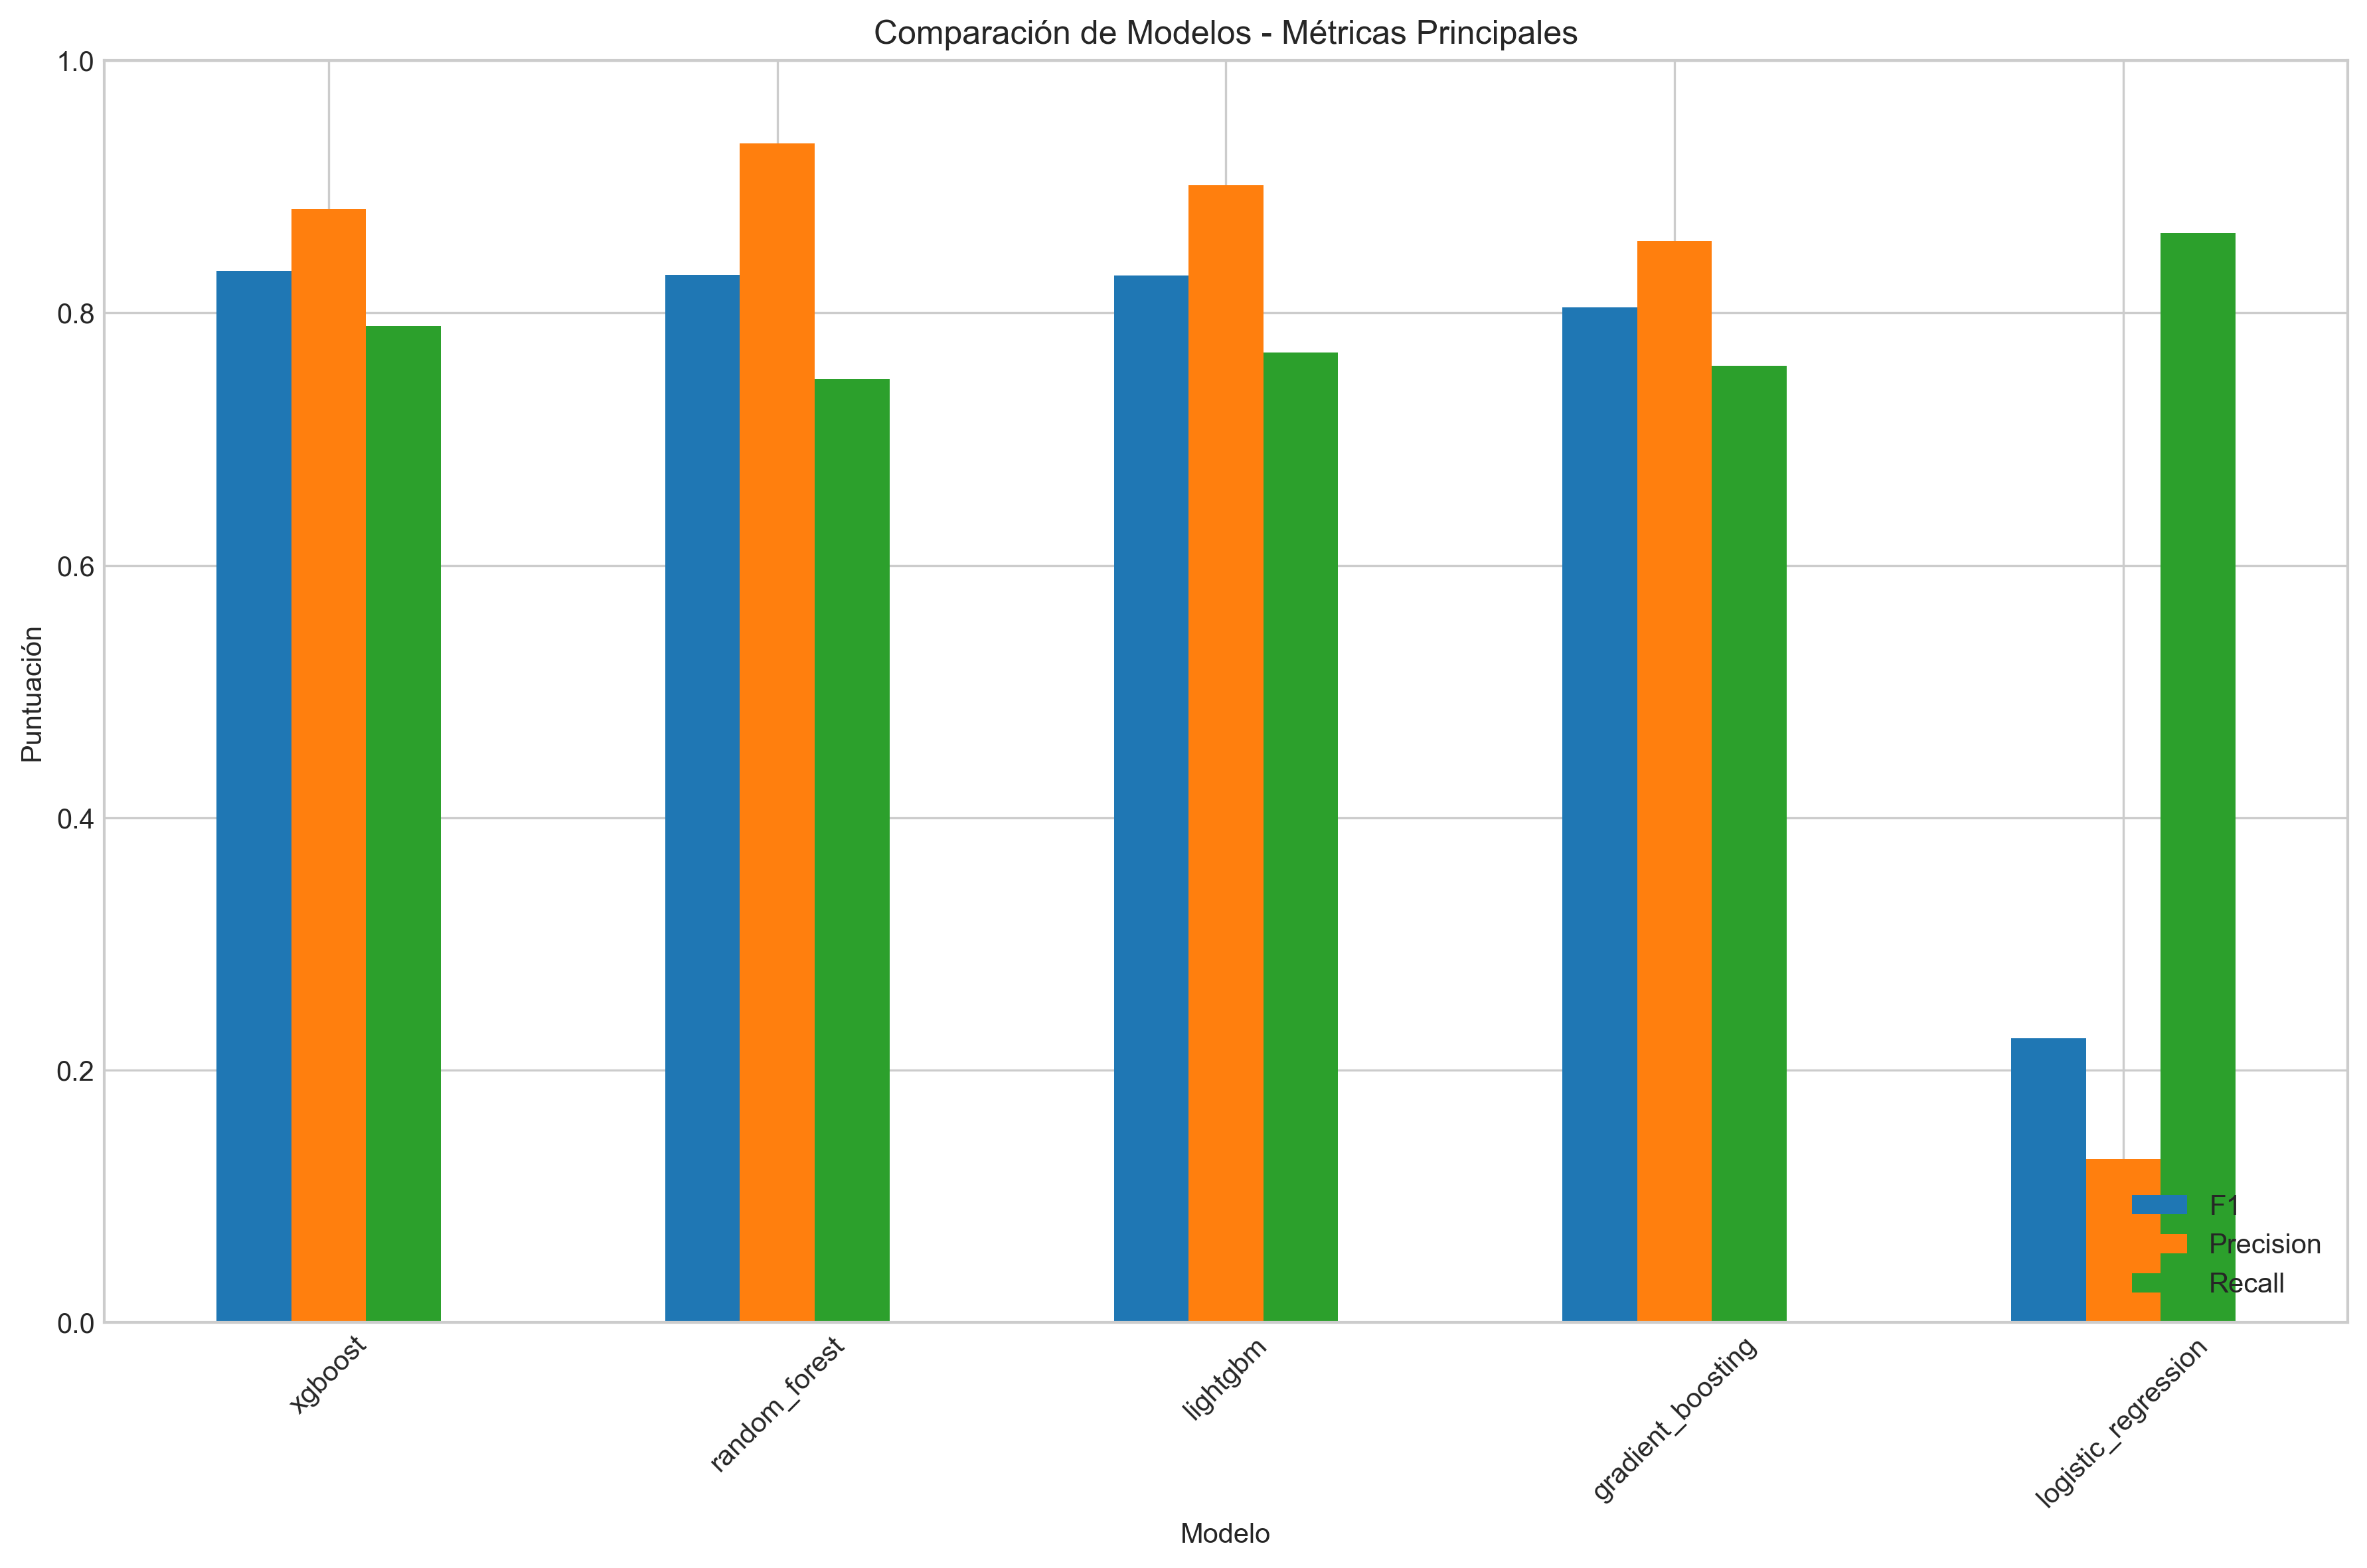 Comparación de Modelos - Métricas Principales
Puntuación
1.0
0.8
0.6
0.4
0.2
0.0
F1
Precision
Recall
xgboost
random_forest
lightgbm
gradient_boosting
logistic_regression
Modelo